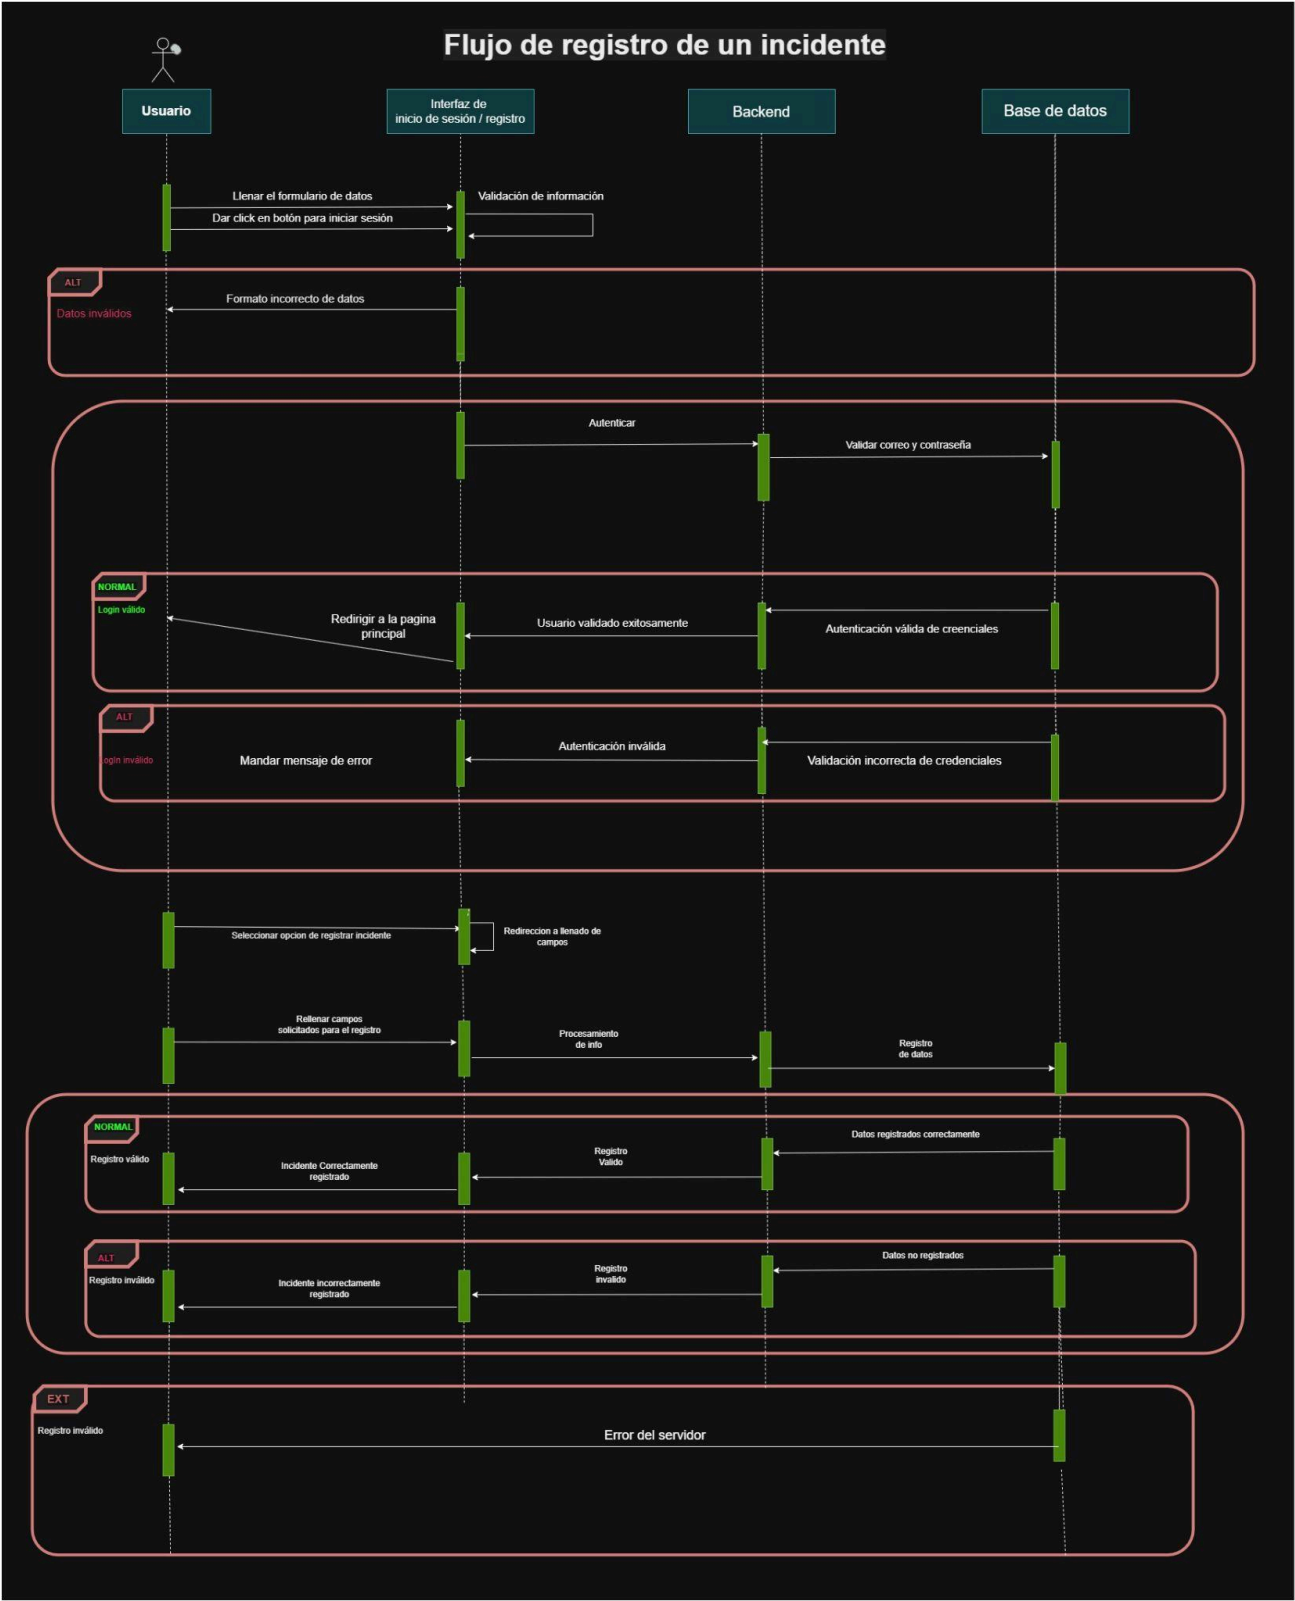 Flujo de registro de un incidente
Usuario
Interfaz de
inicio de sesión / registro
Backend
Base de datos
Llenar el formulario de datos
Validación de información
Dar click en botón para iniciar sesión
ALT
Datos inválidos
Formato incorrecto de datos
Autenticar
Validar correo y contraseña
NORMAL
Login válido
Redirigir a la pagina
principal
Usuario validado exitosamente
Autenticación válida de creenciales
ALT
Login inválido
Mandar mensaje de error
Autenticación inválida
Validación incorrecta de credenciales
Seleccionar opcion de registrar incidente
Redireccion a llenado de
campos
Rellenar campos
solicitados para el registro
Procesamiento
de info
Registro
de datos
NORMAL
Registro válido
Incidente Correctamente
registrado
Registro
Valido
Datos registrados correctamente
ALT
Registro inválido
Incidente incorrectamente
registrado
Registro
invalido
Datos no registrados
EXT
Registro inválido
Error del servidor